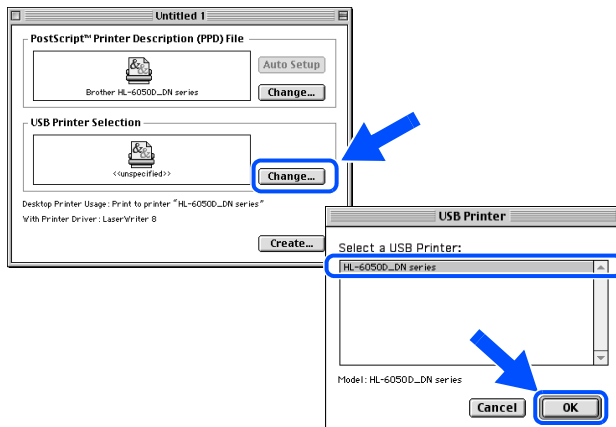 Untitled 1
PostScript™ Printer Description (PPD) File
Auto Setup
Brother HL-6050D_DN series
Change...
USB Printer Selection
<<unspecified>>
Change...
Desktop Printer Usage: Print to printer "HL-6050D_DN series"
With Printer Driver: LaserWriter 8
Create...
USB Printer
Select a USB Printer:
HL-6050D_DN series
Model: HL-6050D_DN series
Cancel
OK